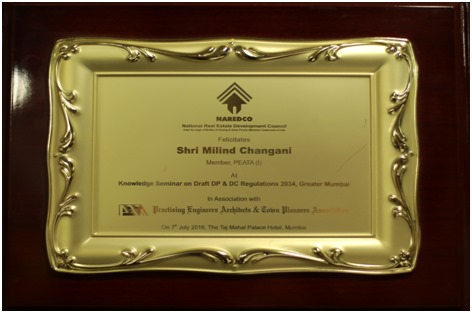 NAREDCO
National Real Estate Development Council
Felicitates
Shri Milind Changani
Member, PEATA (I)
At
Knowledge Seminar on Draft DP & DC Regulations 2034, Greater Mumbai
In Association with
Practising Engineers Architects & Town Planners Association
On 1st July 2016, The Taj Mahal Palace Hotel, Mumbai